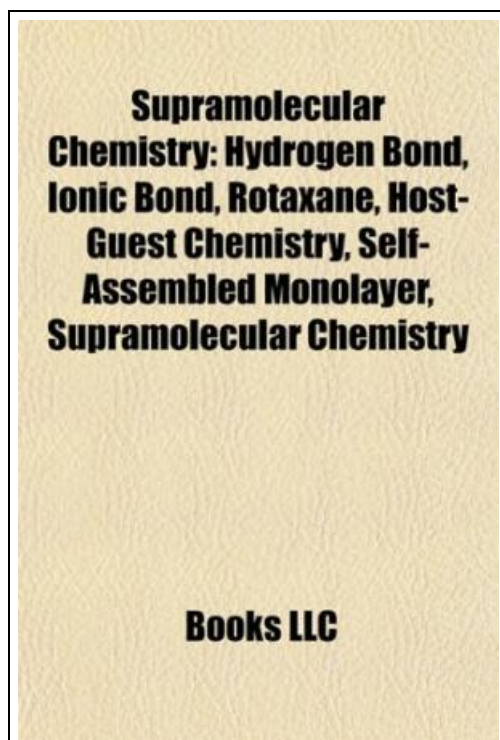 Supramolecular
Chemistry: Hydrogen Bond,
Ionic Bond, Rotaxane, Host-
Guest Chemistry, Self-
Assembled Monolayer,
Supramolecular Chemistry
Books LLC